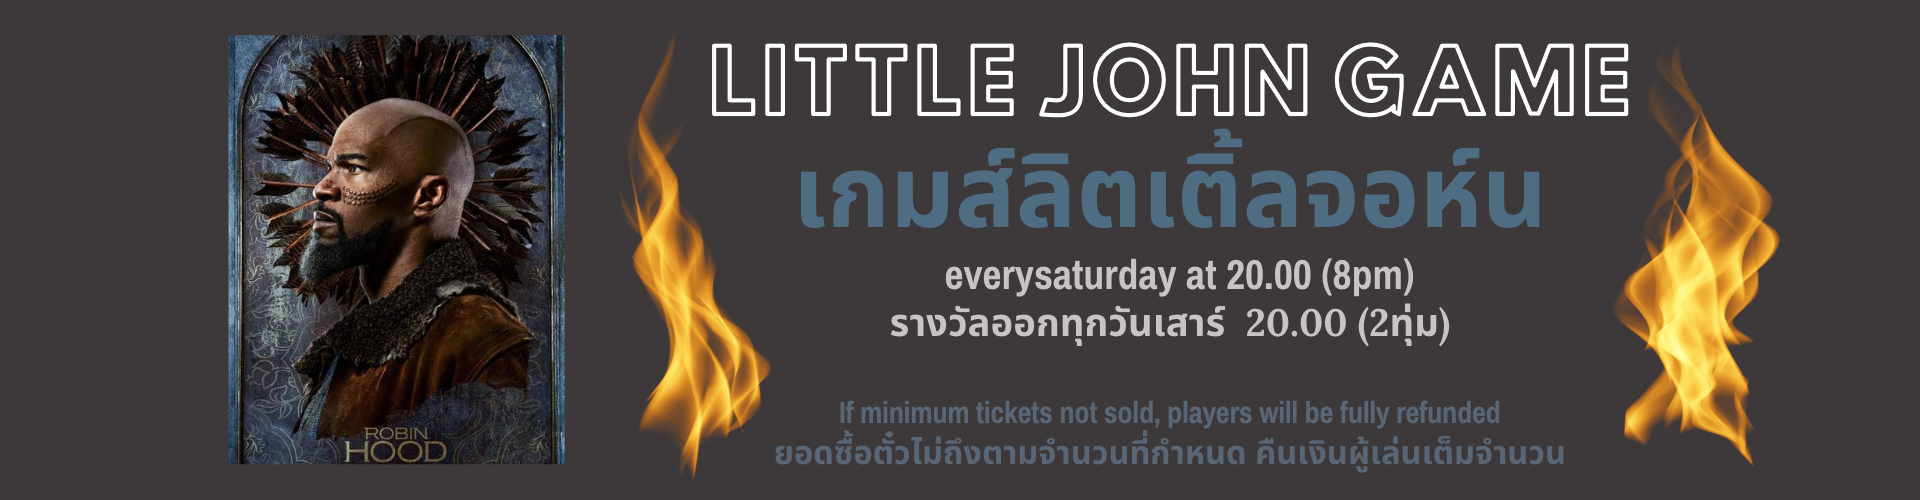 ROBIN
HOOD
LITTLE JOHN GAME
เกมส์ลิตเติ้ลจอห์น
everysaturday at 20.00 (8pm)
รางวัลออกทุกวันเสาร์ 20.00 (2ทุ่ม)
If minimum tickets not sold, players will be fully refunded
ยอดซื้อตั๋วไม่ถึงตามจำนวนที่กำหนด คืนเงินผู้เล่นเต็มจำนวน